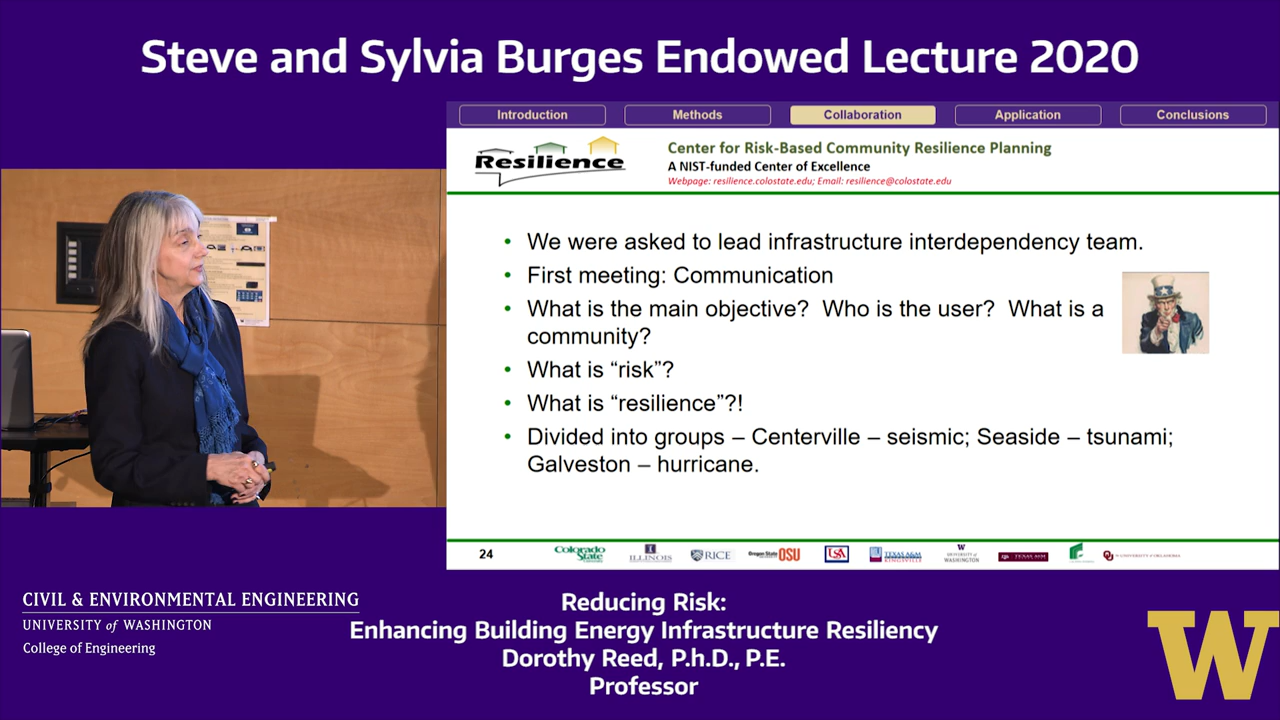 Steve and Sylvia Burges Endowed Lecture 2020
Introduction
Methods
Collaboration
Application
Conclusions
Resilience
Center for Risk-Based Community Resilience Planning
A NIST-funded Center of Excellence
Webpage: resilience.colostate.edu; Email: resilience@colostate.edu
• We were asked to lead infrastructure interdependency team.
• First meeting: Communication
• What is the main objective?  Who is the user?  What is a
community?
• What is “risk”?
• What is “resilience”?!
• Divided into groups – Centerville – seismic; Seaside – tsunami;
Galveston – hurricane.
24
Colorado
State
ILLINOIS
RICE
Oregon State
OSU
TEXAS A&M
KINGSVILLE
W
UNIVERSITY of
WASHINGTON
TEXAS A&M
UNIVERSITY of OKLAHOMA
CIVIL & ENVIRONMENTAL ENGINEERING
UNIVERSITY of WASHINGTON
College of Engineering
Reducing Risk:
Enhancing Building Energy Infrastructure Resiliency
Dorothy Reed, P.h.D., P.E.
Professor
W